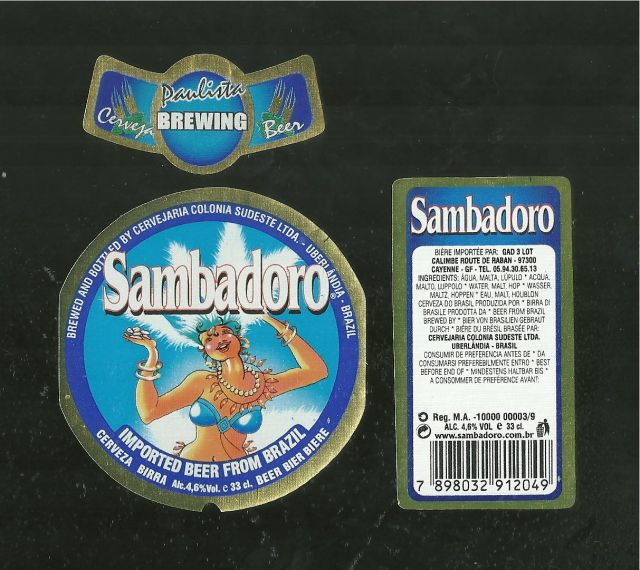 Paulista
Cerveja BREWING Beer
BREWED AND BOTTLED BY CERVEJARIA COLONIA SUDESTE LTDA. - UBERLÂNDIA - BRAZIL
Sambadoro®
IMPORTED BEER FROM BRAZIL
CERVEZA BIRRA Alc.4,6%Vol. e 33 cl. BEER BIER BIERE
Sambadoro
BIÈRE IMPORTÉE PAR: GAD 3 LOT
CALIMBE ROUTE DE RABAN - 97300
CAYENNE - GF - TEL. 05.94.30.65.13
INGREDIENTS: ÁGUA, MALTA, LÚPULO * ACQUA,
MALTO, LUPPOLO * WATER, MALT, HOP * WASSER,
MALTZ, HOPPEN * EAU, MALT, HOUBLON
CERVEZA DO BRASIL PRODUZIDA POR * BIRRA DI
BRASILE PRODOTTA DA * BEER FROM BRAZIL
BREWED BY * BIER VON BRASILIEN GEBRAUT
DURCH * BIÈRE DU BRÉSIL BRASÉE PAR:
CERVEJARIA COLONIA SUDESTE LTDA.
UBERLÂNDIA - BRASIL
CONSUMIR DE PREFERENCIA ANTES DE * DA
CONSUMARSI PREFERIBILMENTE ENTRO * BEST
BEFORE END OF * MINDESTENS HALTBAR BIS *
A CONSOMMER DE PREFERENCE AVANT:
Reg. M.A. -10000 00003/9
ALC. 4,6% VOL e 33 cl.
www.sambadoro.com.br
7 898032 912049